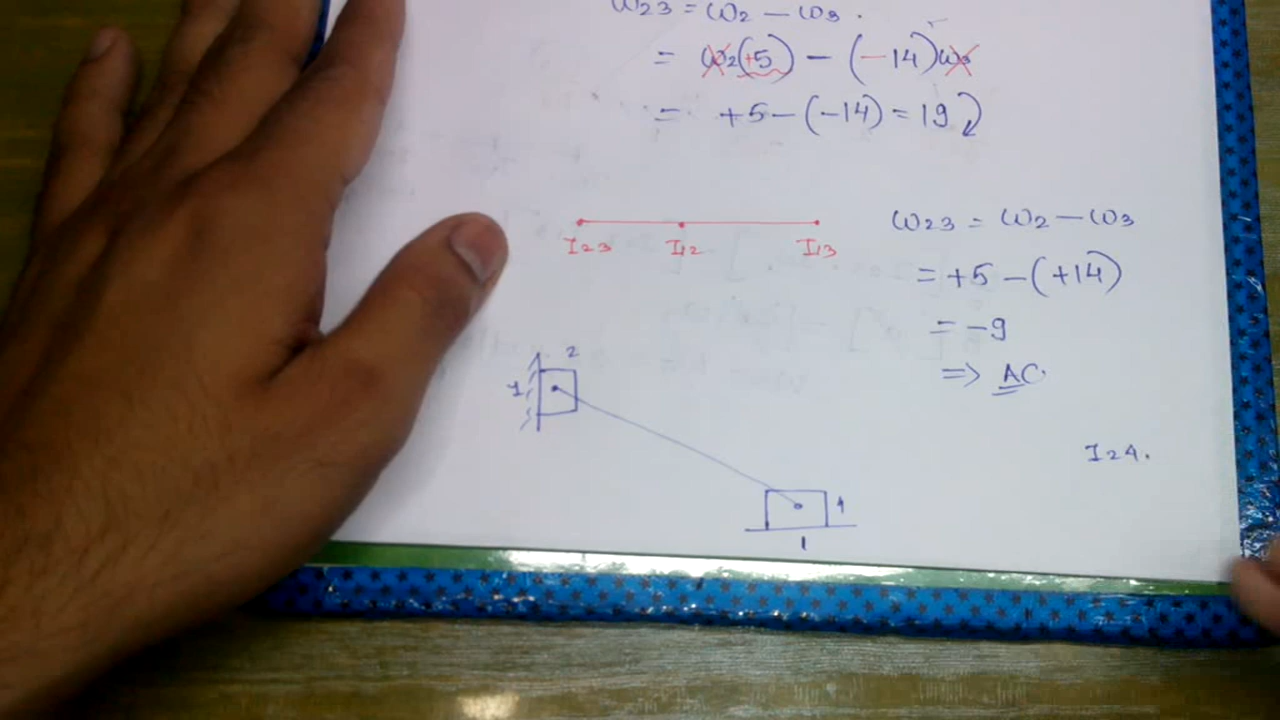 ω23 = ω2 − ω3.
= ω2(+5) − (−14)ω3
= +5 − (−14) = 19
I23 I12 I13
ω23 = ω2 − ω3
= +5 − (+14)
= −9
⇒ AC
2
1
I24.
4
1